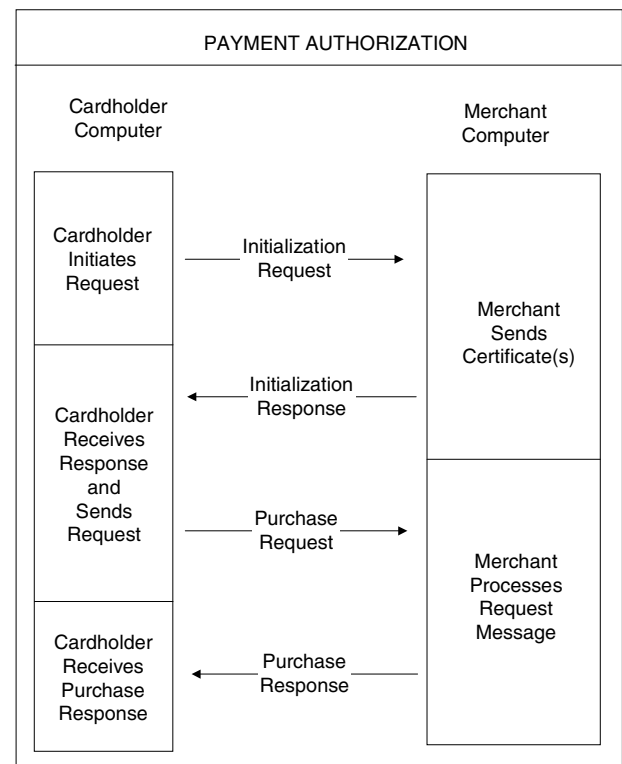 PAYMENT AUTHORIZATION
Cardholder
Computer
Merchant
Computer
Cardholder
Initiates
Request
Initialization
Request
Merchant
Sends
Certificate(s)
Initialization
Response
Cardholder
Receives
Response
and
Sends
Request
Purchase
Request
Merchant
Processes
Request
Message
Cardholder
Receives
Purchase
Response
Purchase
Response